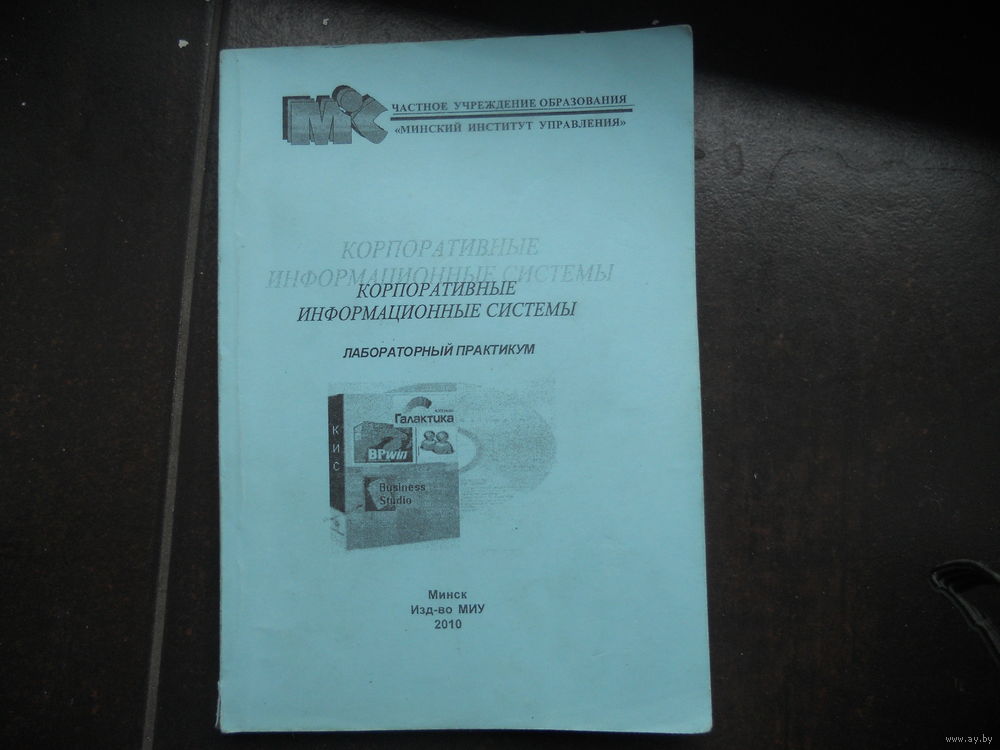 ЧАСТНОЕ УЧРЕЖДЕНИЕ ОБРАЗОВАНИЯ
«МИНСКИЙ ИНСТИТУТ УПРАВЛЕНИЯ»
КОРПОРАТИВНЫЕ
ИНФОРМАЦИОННЫЕ СИСТЕМЫ
КОРПОРАТИВНЫЕ
ИНФОРМАЦИОННЫЕ СИСТЕМЫ
ЛАБОРАТОРНЫЙ ПРАКТИКУМ
КИС
Галактика
BPwin
Business
Studio
Минск
Изд-во МИУ
2010
www.ay.by